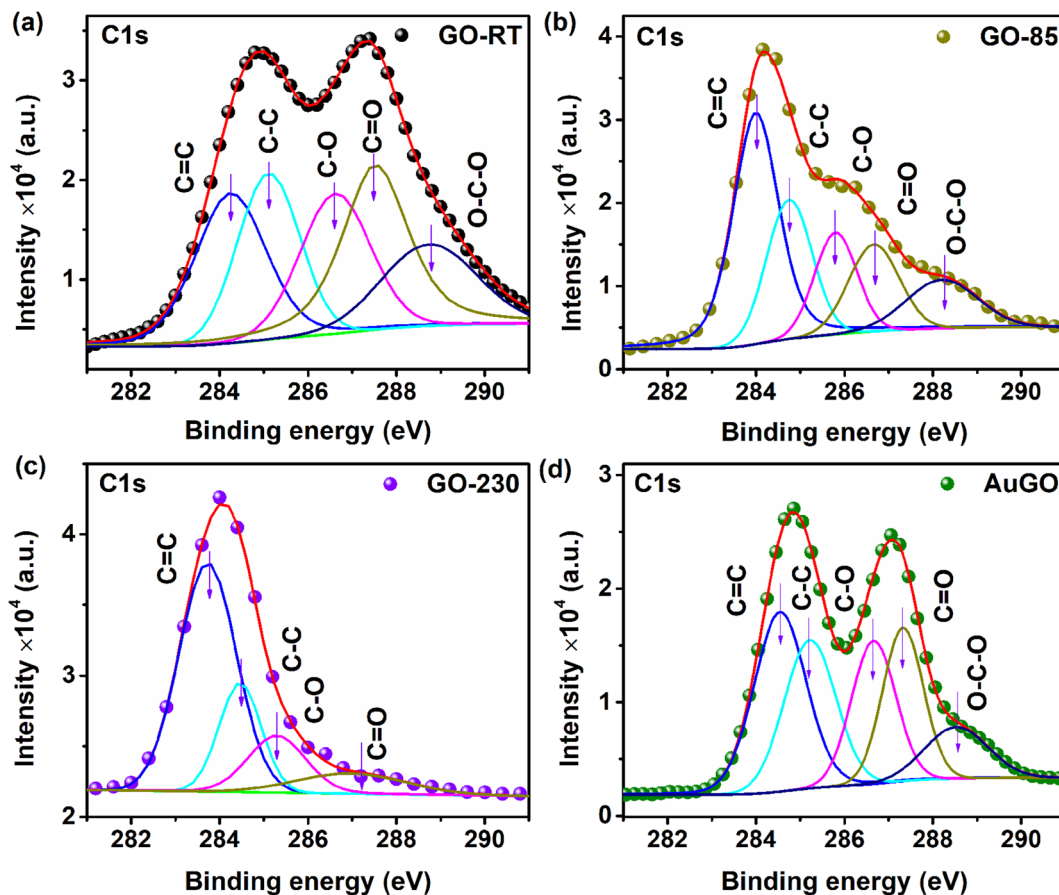 (a)
C1s
GO-RT
C=C
C-C
C-O
C=O
O-C-O
3
2
1
282 284 286 288 290
Intensity ×10⁴ (a.u.)
Binding energy (eV)
(b)
C1s
GO-85
C=C
C-C
C-O
C=O
O-C-O
4
3
2
1
0
282 284 286 288 290
Intensity ×10⁴ (a.u.)
Binding energy (eV)
(c)
C1s
GO-230
C=C
C-C
C-O
C=O
4
3
2
282 284 286 288 290
Intensity ×10⁴ (a.u.)
Binding energy (eV)
(d)
C1s
AuGO
C=C
C-C
C-O
C=O
O-C-O
3
2
1
0
282 284 286 288 290
Intensity ×10⁴ (a.u.)
Binding energy (eV)